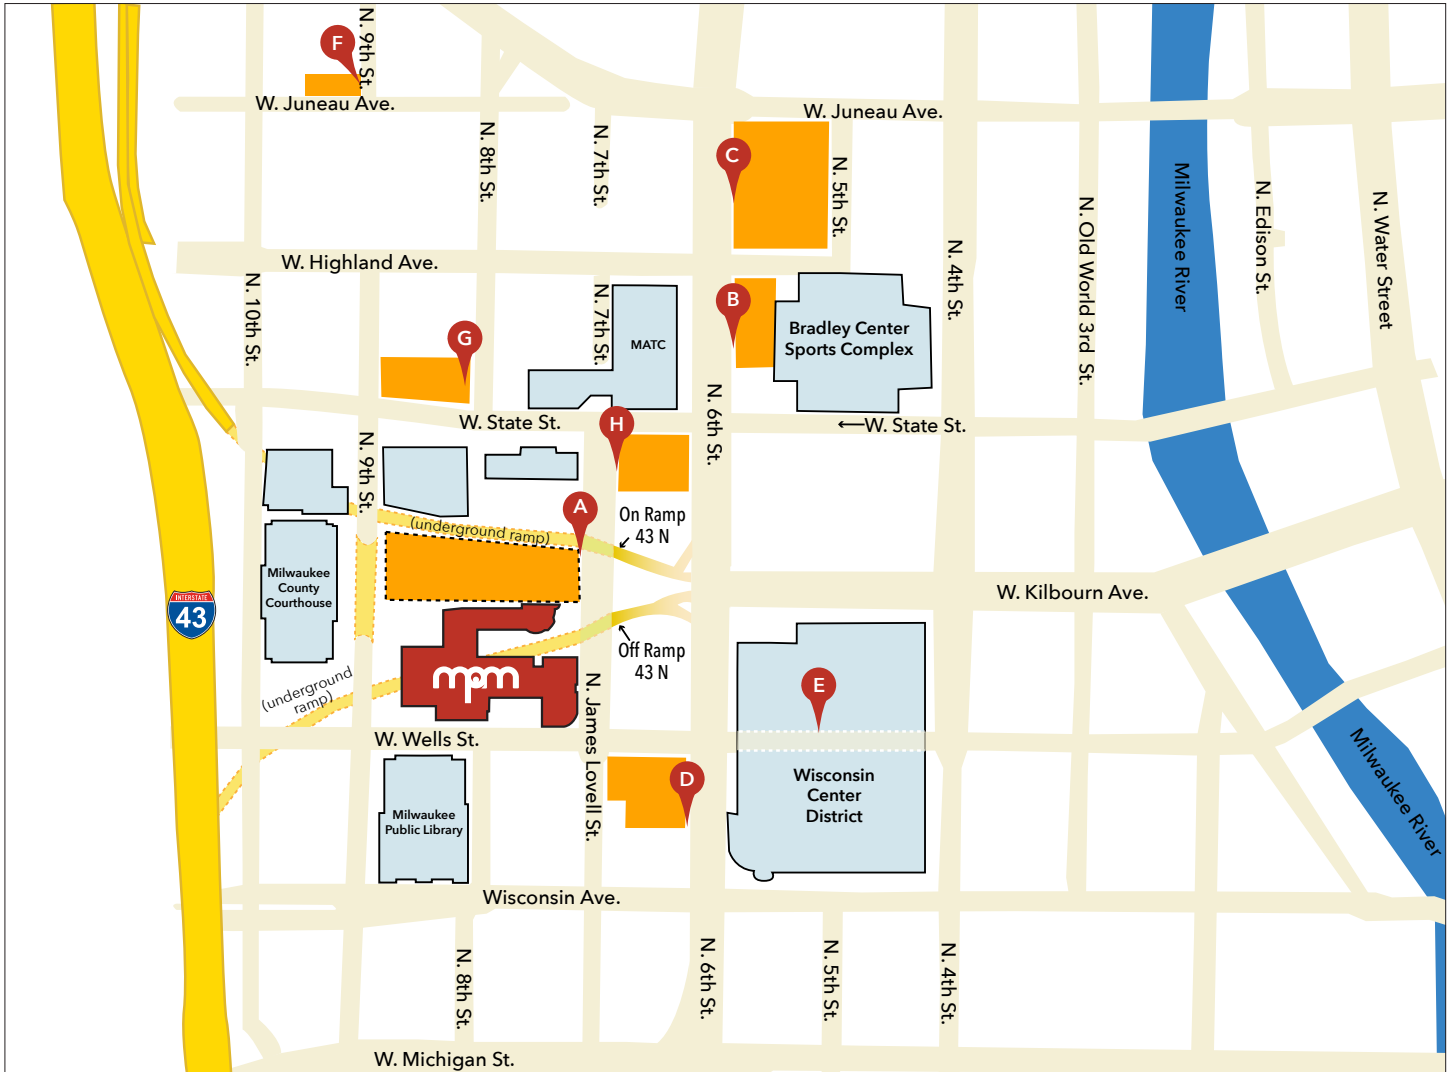 F
N. 9th St.
W. Juneau Ave.
W. Juneau Ave.
N. 8th St.
N. 7th St.
C
N. 5th St.
Milwaukee River
N. Edison St.
N. Water Street
N. Old World 3rd St.
N. 4th St.
W. Highland Ave.
N. 10th St.
N. 7th St.
B
G
MATC
Bradley Center
Sports Complex
N. 6th St.
W. State St.
H
W. State St.
N. 9th St.
A
On Ramp
43 N
(underground ramp)
Milwaukee
County
Courthouse
INTERSTATE
43
W. Kilbourn Ave.
Off Ramp
43 N
mpm
(underground
ramp)
N. James Lovell St.
E
W. Wells St.
D
Wisconsin
Center
District
Milwaukee
Public Library
Milwaukee River
Wisconsin Ave.
N. 8th St.
N. 6th St.
N. 5th St.
N. 4th St.
W. Michigan St.